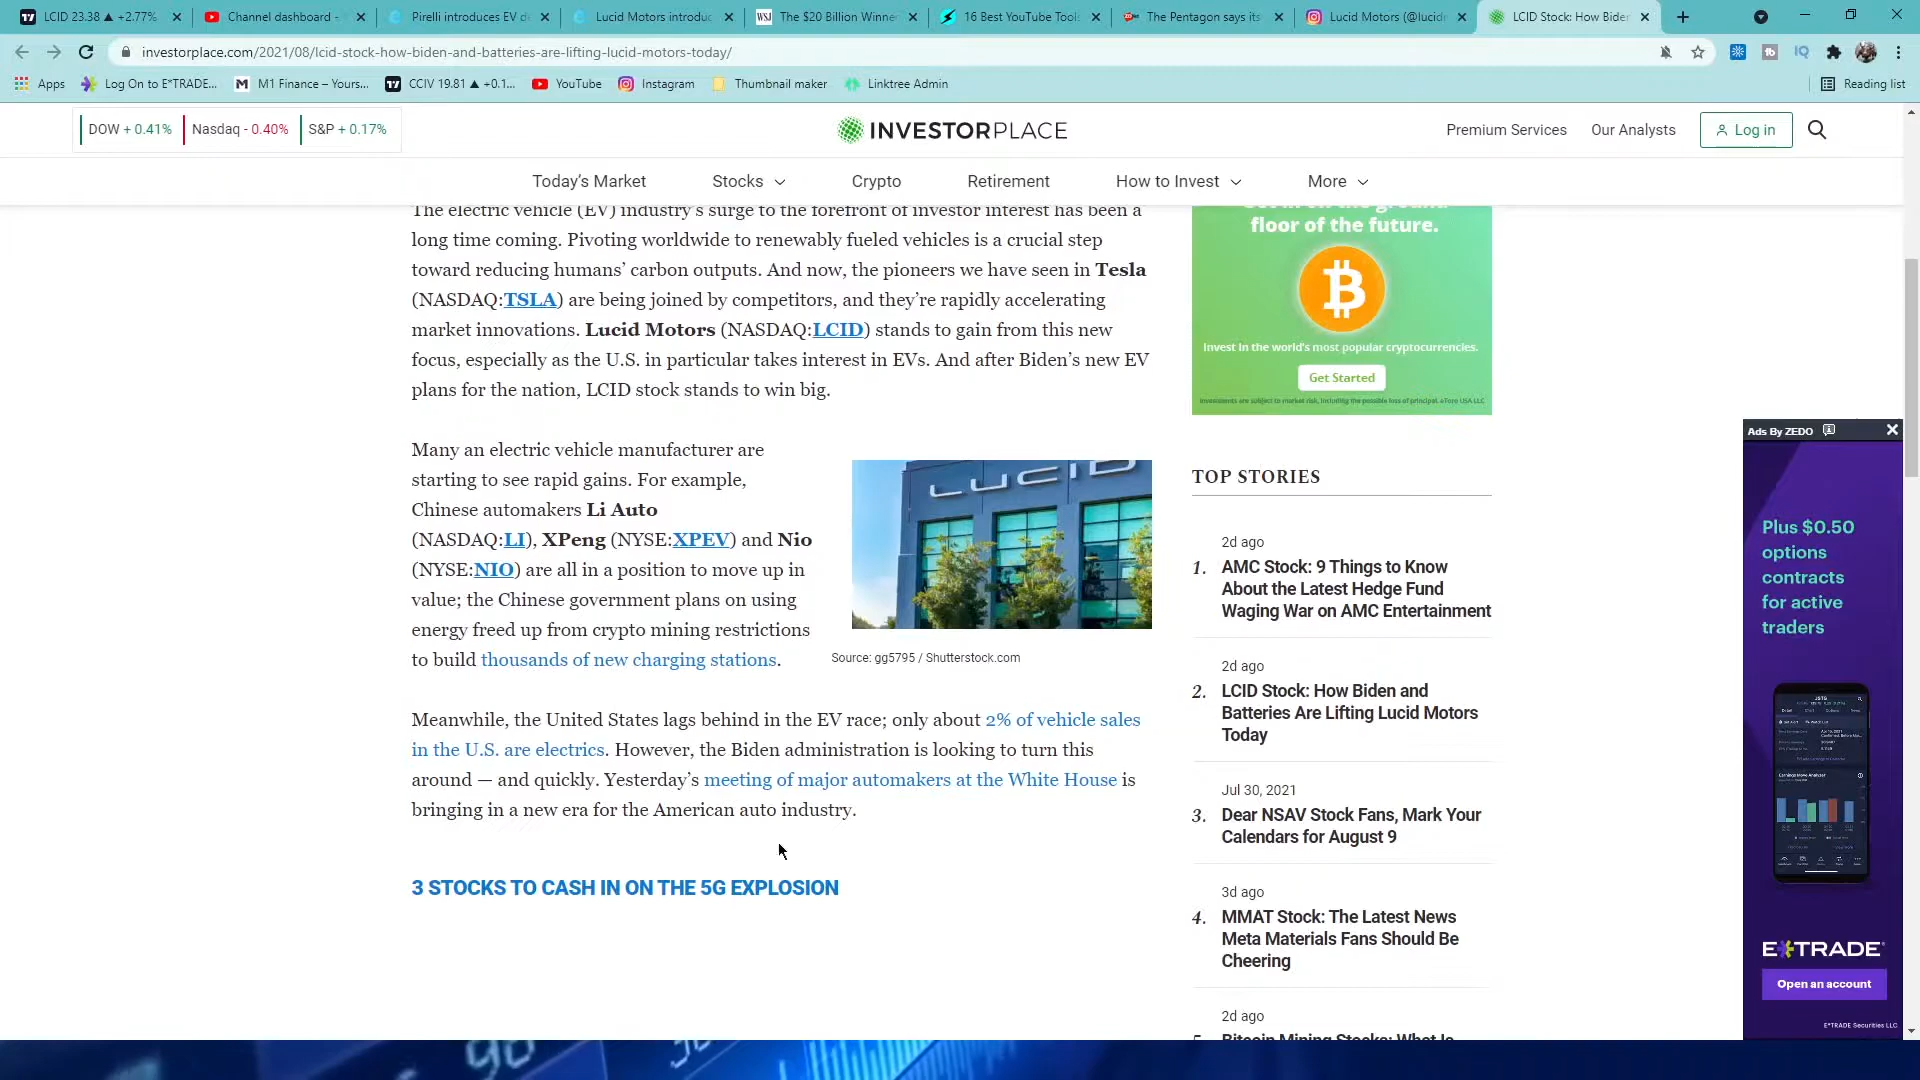 LCID 23.38 ▲ +2.77%
Channel dashboard -
Pirelli introduces EV d
Lucid Motors introduc
WSJ The $20 Billion Winne
16 Best YouTube Tools
The Pentagon says its
Lucid Motors (@lucidm
LCID Stock: How Biden
investorplace.com/2021/08/lcid-stock-how-biden-and-batteries-are-lifting-lucid-motors-today/
Apps
Log On to E*TRADE...
M1 Finance – Yours...
CCIV 19.81 ▲ +0.1...
YouTube
Instagram
Thumbnail maker
Linktree Admin
Reading list
DOW + 0.41%
Nasdaq - 0.40%
S&P + 0.17%
INVESTORPLACE
Premium Services
Our Analysts
Log in
Today's Market
Stocks
Crypto
Retirement
How to Invest
More
The electric vehicle (EV) industry's surge to the forefront of investor interest has been a
long time coming. Pivoting worldwide to renewably fueled vehicles is a crucial step
toward reducing humans' carbon outputs. And now, the pioneers we have seen in Tesla
(NASDAQ:TSLA) are being joined by competitors, and they're rapidly accelerating
market innovations. Lucid Motors (NASDAQ:LCID) stands to gain from this new
focus, especially as the U.S. in particular takes interest in EVs. And after Biden's new EV
plans for the nation, LCID stock stands to win big.
Many an electric vehicle manufacturer are
starting to see rapid gains. For example,
Chinese automakers Li Auto
(NASDAQ:LI), XPeng (NYSE:XPEV) and Nio
(NYSE:NIO) are all in a position to move up in
value; the Chinese government plans on using
energy freed up from crypto mining restrictions
to build thousands of new charging stations.
LUCID
Source: gg5795 / Shutterstock.com
Meanwhile, the United States lags behind in the EV race; only about 2% of vehicle sales
in the U.S. are electrics. However, the Biden administration is looking to turn this
around — and quickly. Yesterday's meeting of major automakers at the White House is
bringing in a new era for the American auto industry.
3 STOCKS TO CASH IN ON THE 5G EXPLOSION
floor of the future.
Invest in the world's most popular cryptocurrencies.
Get Started
Investments are subject to market risk, including the possible loss of principal. eToro USA LLC
TOP STORIES
2d ago
1. AMC Stock: 9 Things to Know
About the Latest Hedge Fund
Waging War on AMC Entertainment
2d ago
2. LCID Stock: How Biden and
Batteries Are Lifting Lucid Motors
Today
Jul 30, 2021
3. Dear NSAV Stock Fans, Mark Your
Calendars for August 9
3d ago
4. MMAT Stock: The Latest News
Meta Materials Fans Should Be
Cheering
2d ago
Bitcoin Mining Stocks: What Is
Ads By ZEDO
Plus $0.50
options
contracts
for active
traders
E*TRADE
Open an account
E*TRADE Securities LLC